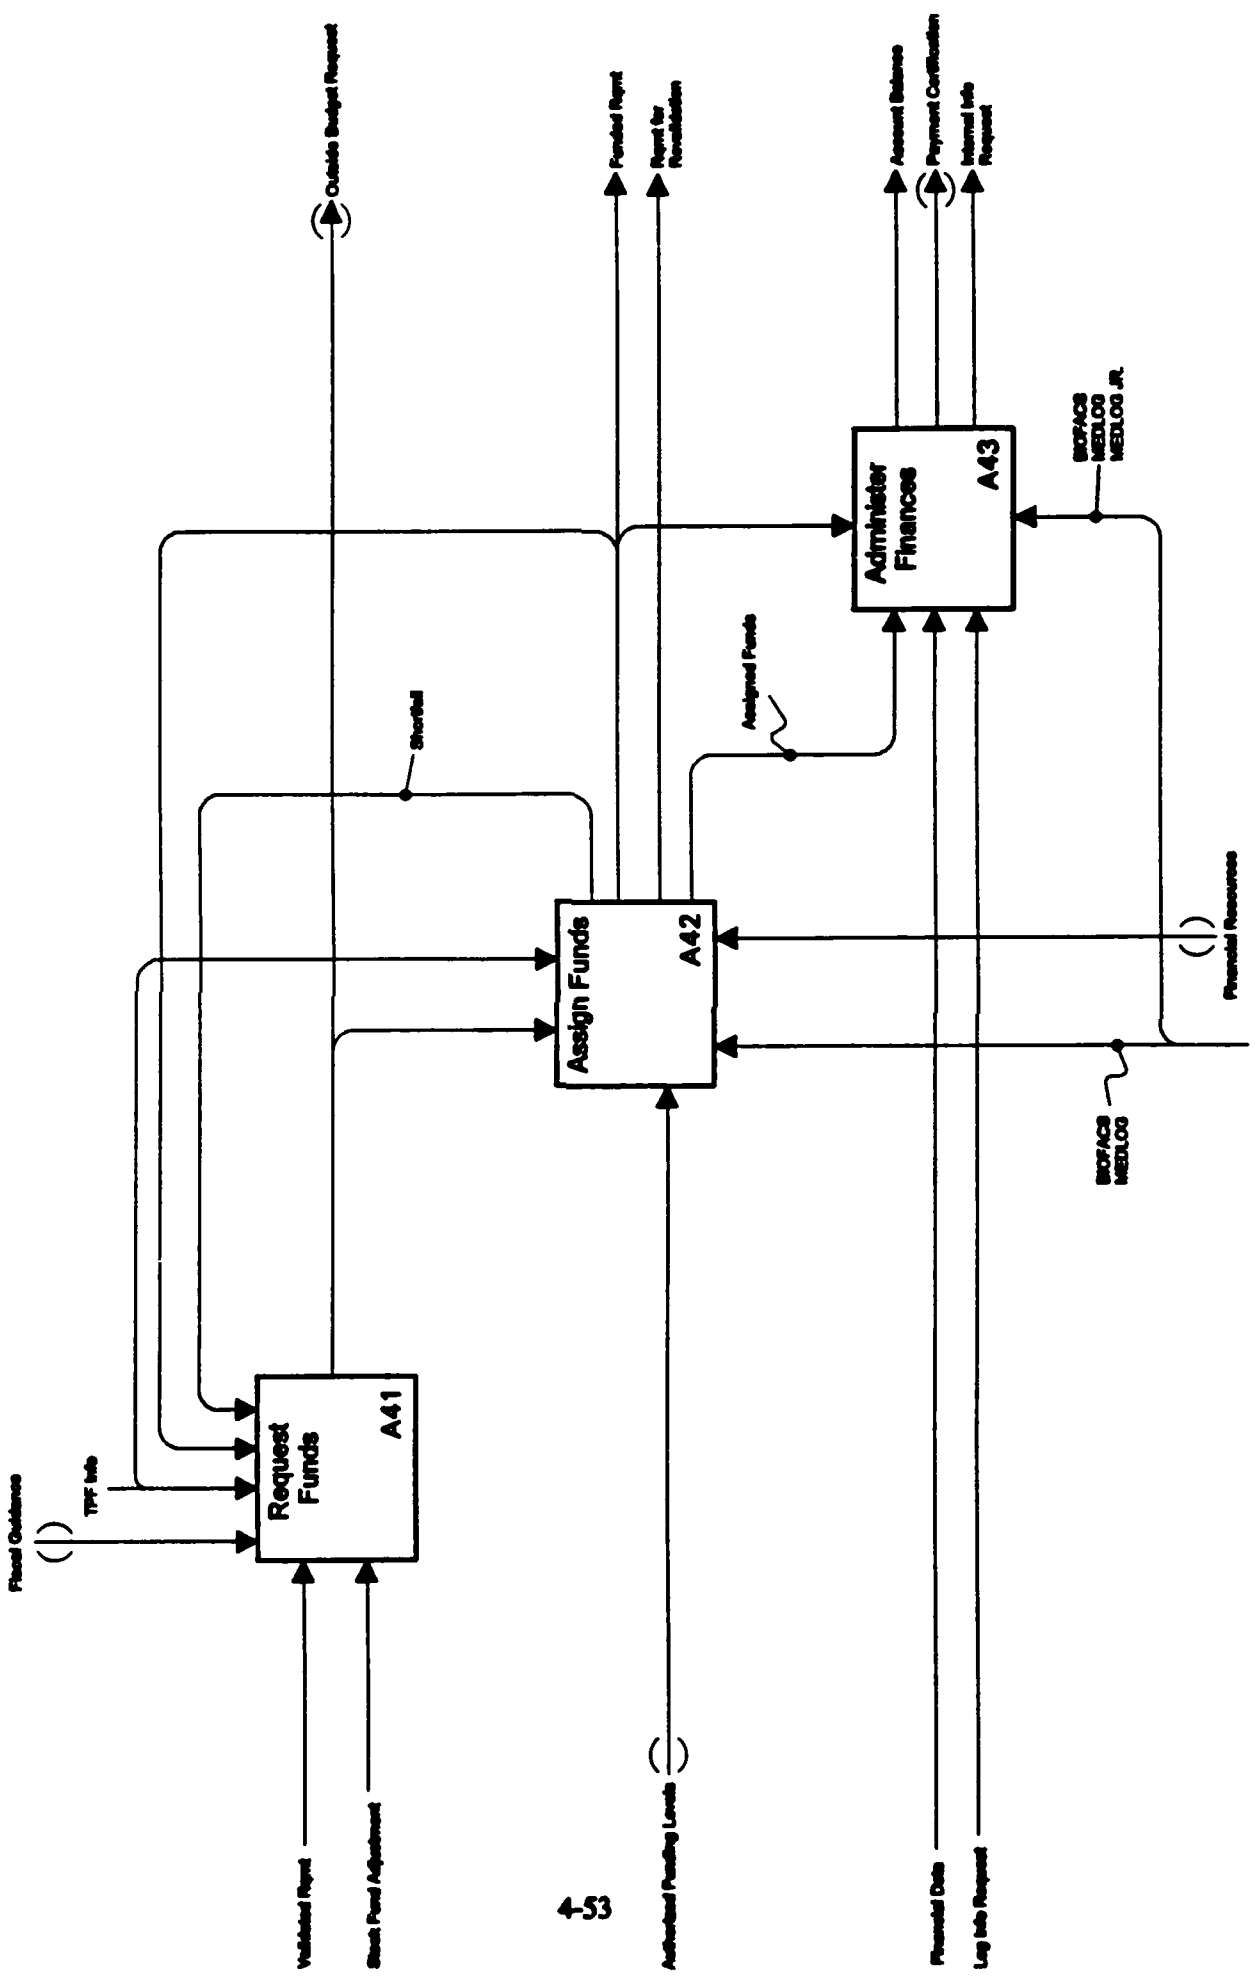 Fiscal Guidance
TPF Info
Validated Rqmt
Stock Fund Adjustment
Request
Funds
A41
Outside Budget Request
Shortfall
Authorized Funding Levels
Assign Funds
A42
Funded Rqmt
Rqmt for
Revalidation
Assigned Funds
Financial Data
Log Info Request
Administer
Finances
A43
Account Balance
Payment Certification
Internal Info
Request
BIOFACS
MEDLOG
MEDLOG JR.
BIOFACS
MEDLOG
Financial Resources
4-53